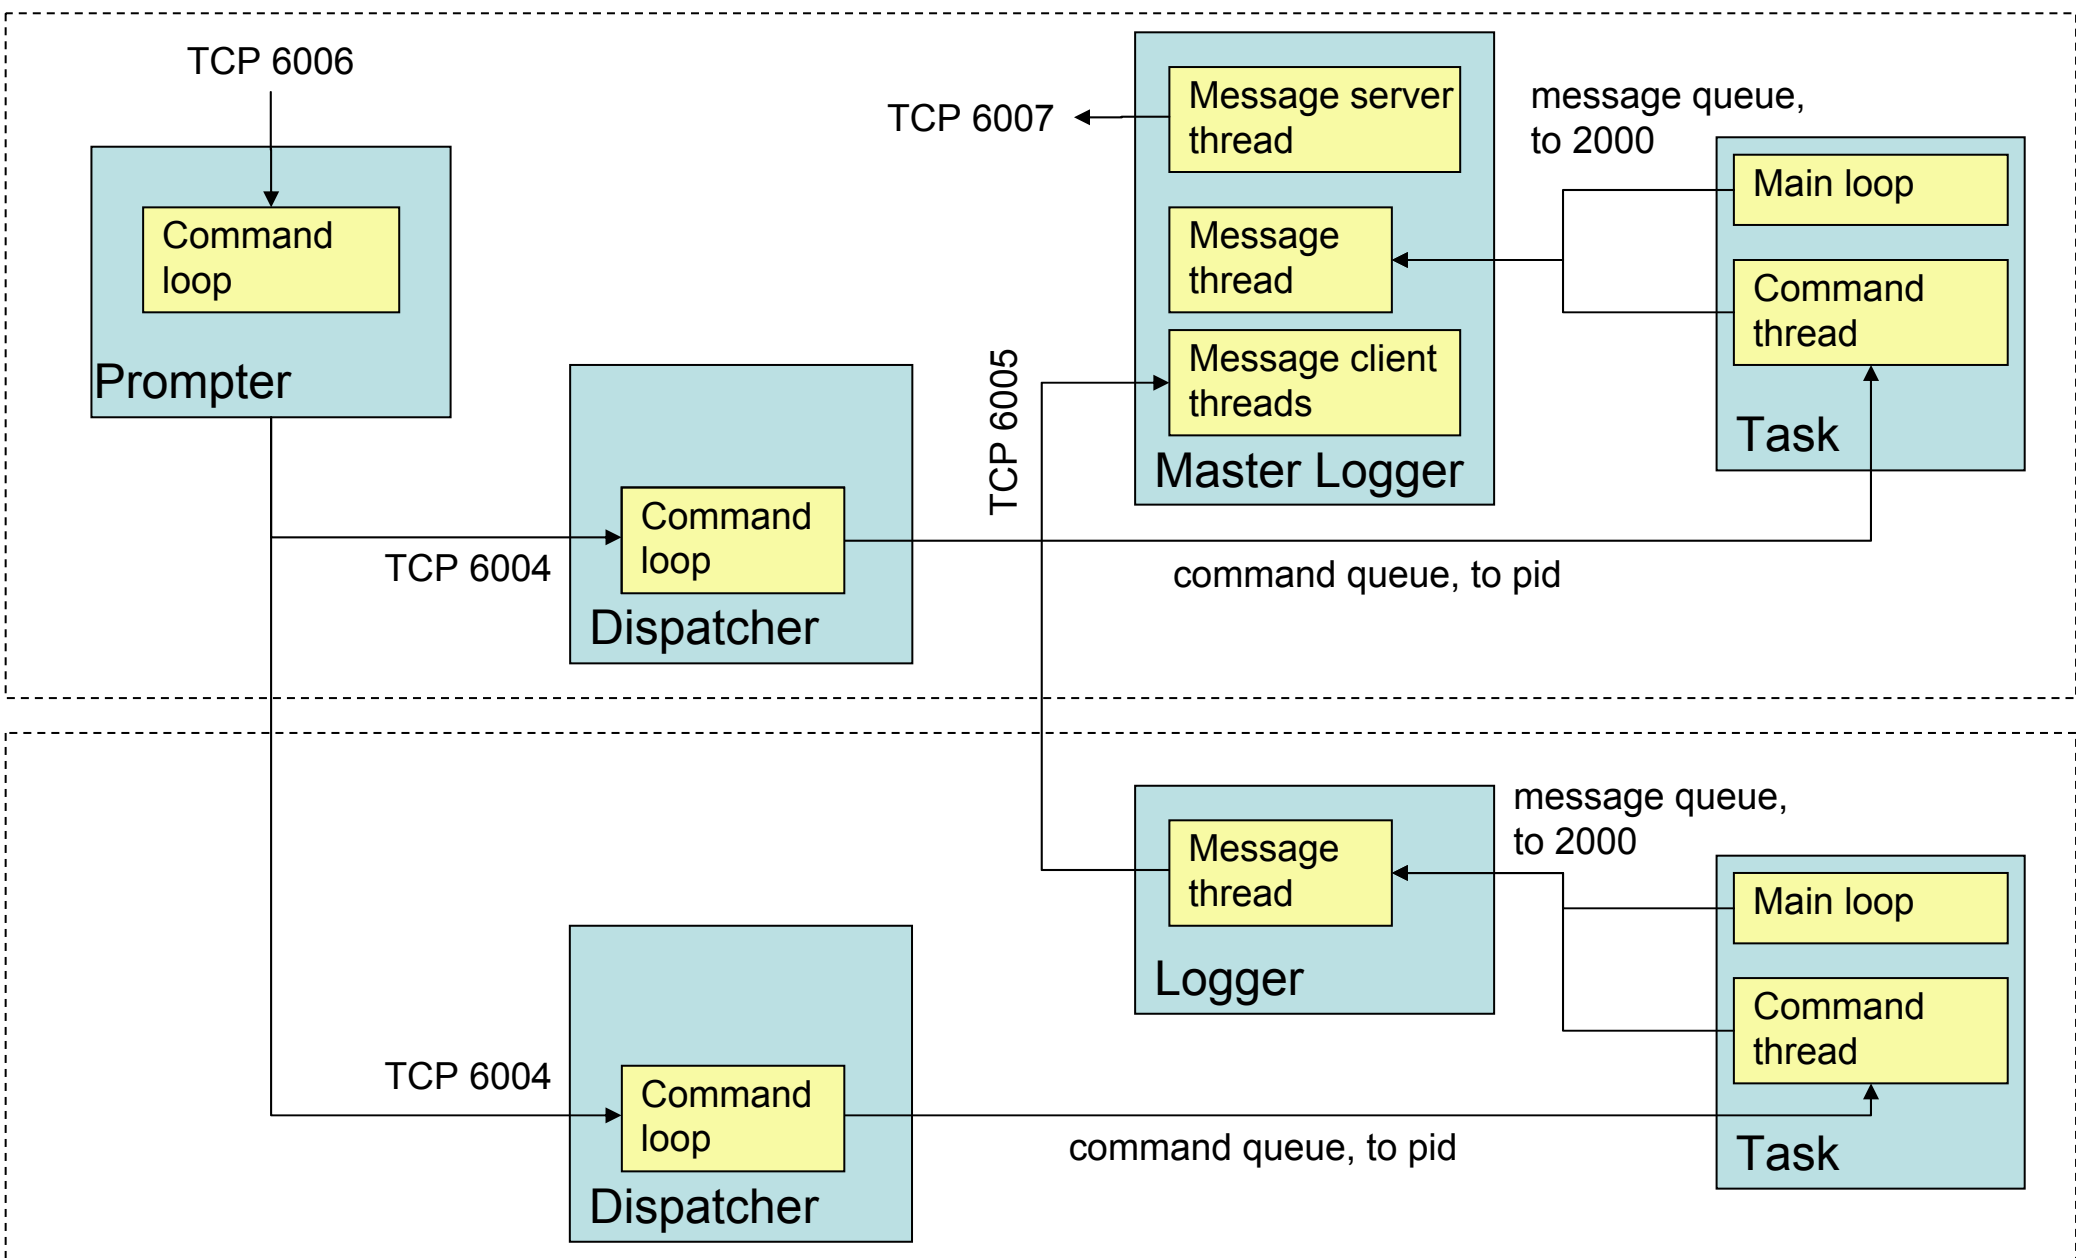 TCP 6006
Command
loop
Prompter
TCP 6004
Command
loop
Dispatcher
TCP 6007
Message server
thread
Message
thread
Message client
threads
Master Logger
TCP 6005
message queue,
to 2000
Main loop
Command
thread
Task
command queue, to pid
TCP 6004
Command
loop
Dispatcher
Message
thread
Logger
message queue,
to 2000
Main loop
Command
thread
Task
command queue, to pid